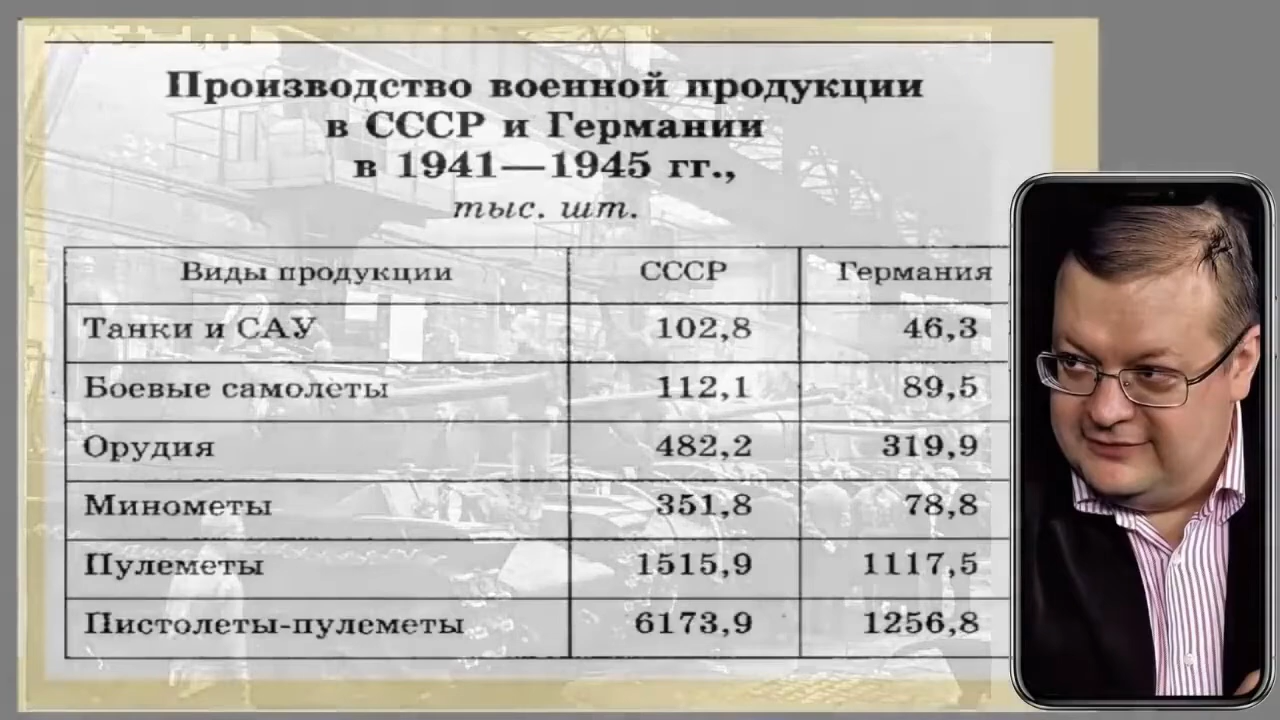 Производство военной продукции
в СССР и Германии
в 1941—1945 гг.,
тыс. шт.
Виды продукции СССР Германия
Танки и САУ 102,8 46,3
Боевые самолеты 112,1 89,5
Орудия 482,2 319,9
Минометы 351,8 78,8
Пулеметы 1515,9 1117,5
Пистолеты-пулеметы 6173,9 1256,8